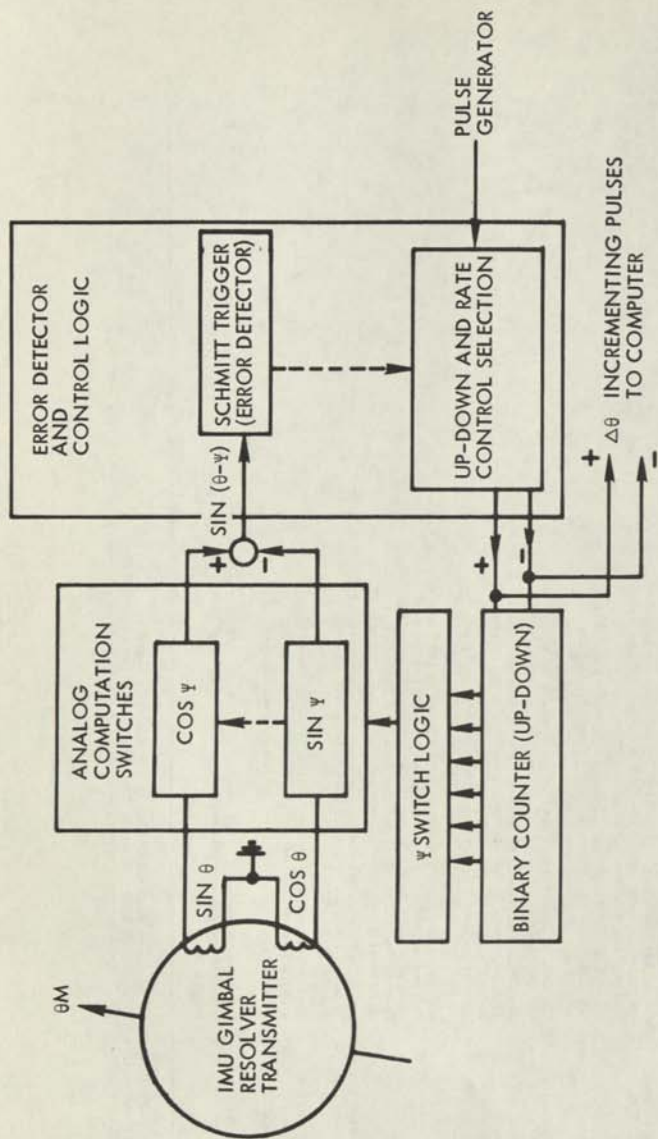 θM
IMU GIMBAL
RESOLVER
TRANSMITTER
SIN θ
COS θ
ANALOG
COMPUTATION
SWITCHES
COS Ψ
SIN Ψ
+
-
SIN (θ-Ψ)
ERROR DETECTOR
AND
CONTROL LOGIC
SCHMITT TRIGGER
(ERROR DETECTOR)
UP-DOWN AND RATE
CONTROL SELECTION
PULSE
GENERATOR
Ψ SWITCH LOGIC
BINARY COUNTER (UP-DOWN)
+
-
+
Δθ INCREMENTING PULSES
TO COMPUTER
-